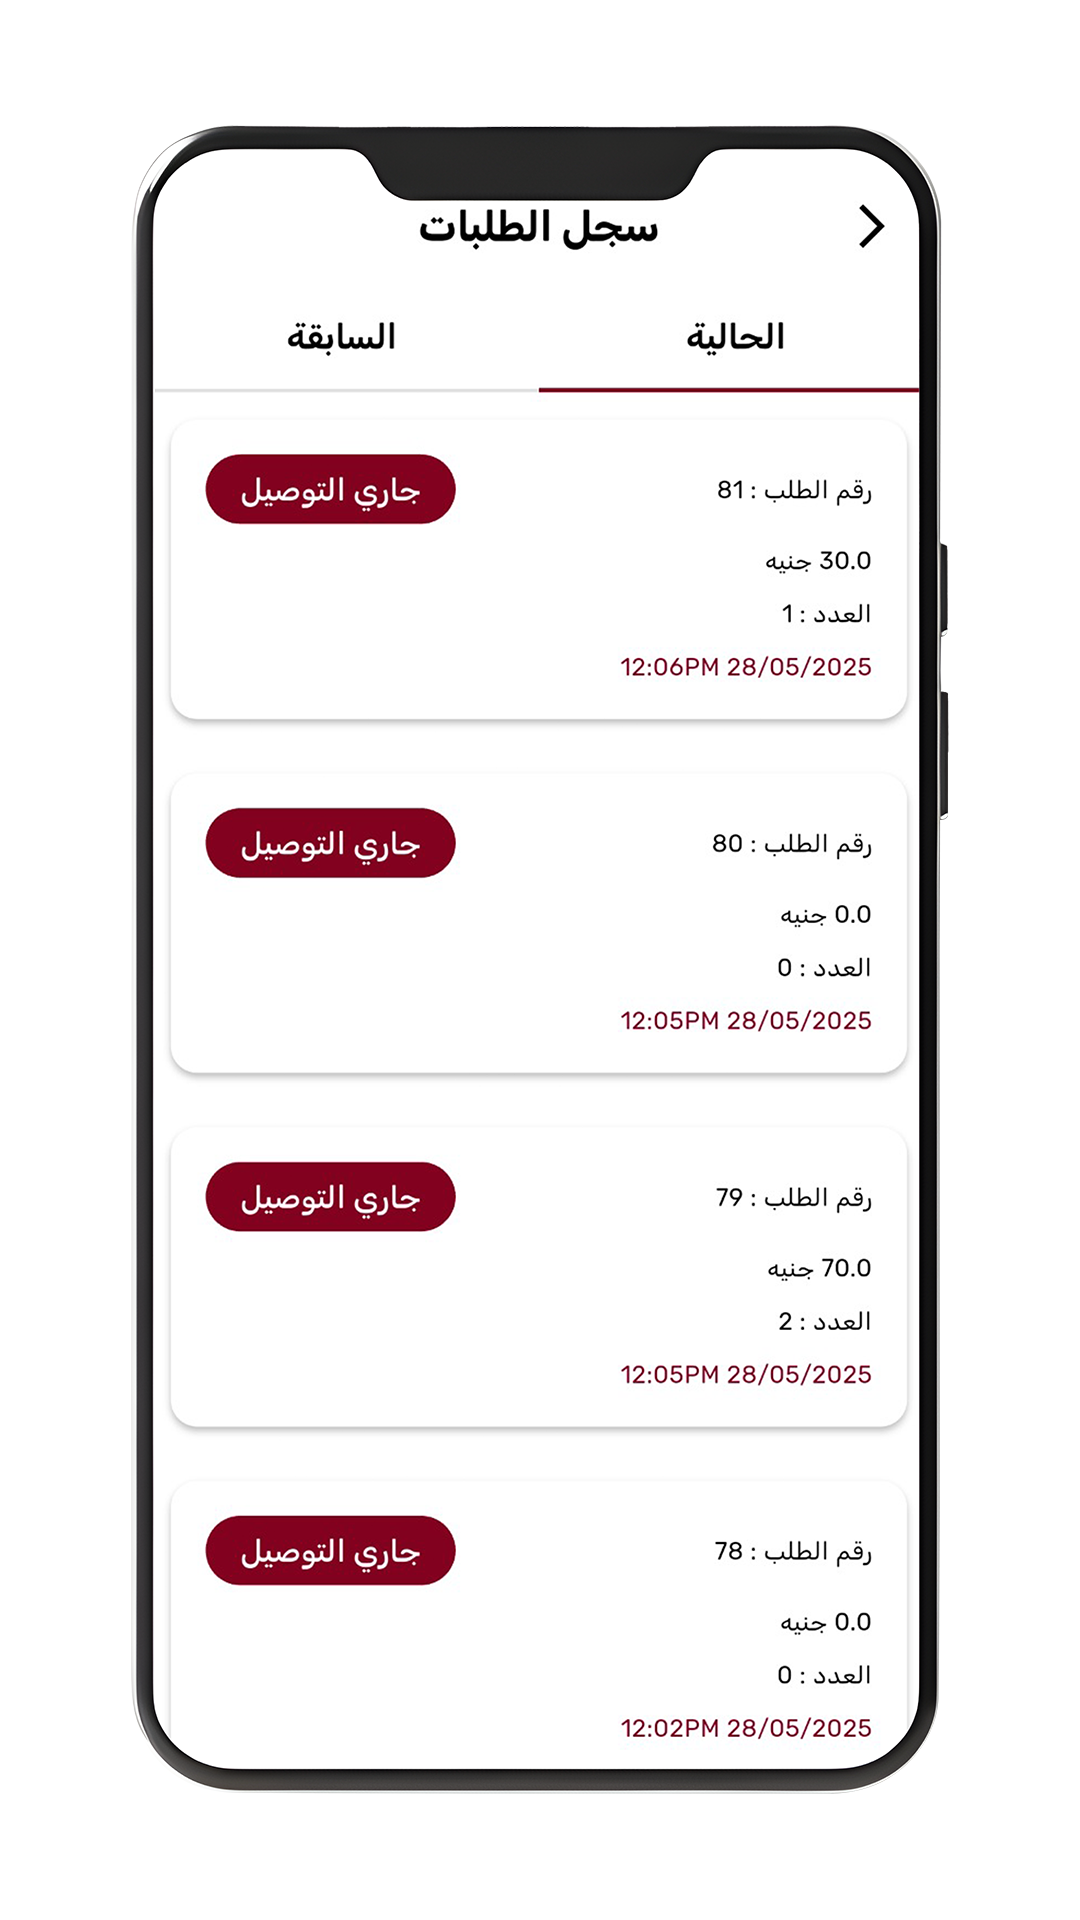 سجل الطلبات
الحالية
السابقة
رقم الطلب : 81
جاري التوصيل
30.0 جنيه
العدد : 1
12:06PM 28/05/2025
رقم الطلب : 80
جاري التوصيل
0.0 جنيه
العدد : 0
12:05PM 28/05/2025
رقم الطلب : 79
جاري التوصيل
70.0 جنيه
العدد : 2
12:05PM 28/05/2025
رقم الطلب : 78
جاري التوصيل
0.0 جنيه
العدد : 0
12:02PM 28/05/2025